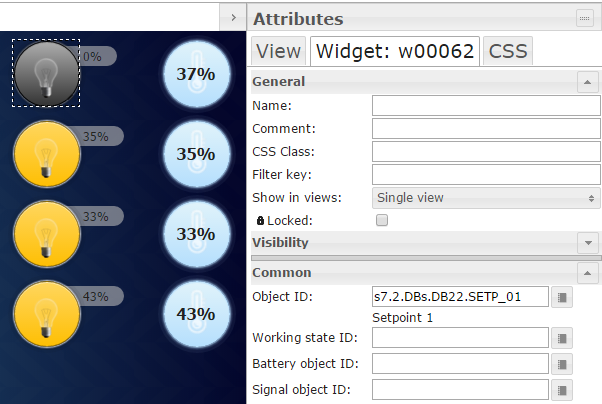 Attributes
View Widget: w00062 CSS
General
Name:
Comment:
CSS Class:
Filter key:
Show in views: Single view
Locked:
Visibility
Common
Object ID: s7.2.DBs.DB22.SETP_01
Setpoint 1
Working state ID:
Battery object ID:
Signal object ID:
0% 37%
35% 35%
33% 33%
43% 43%